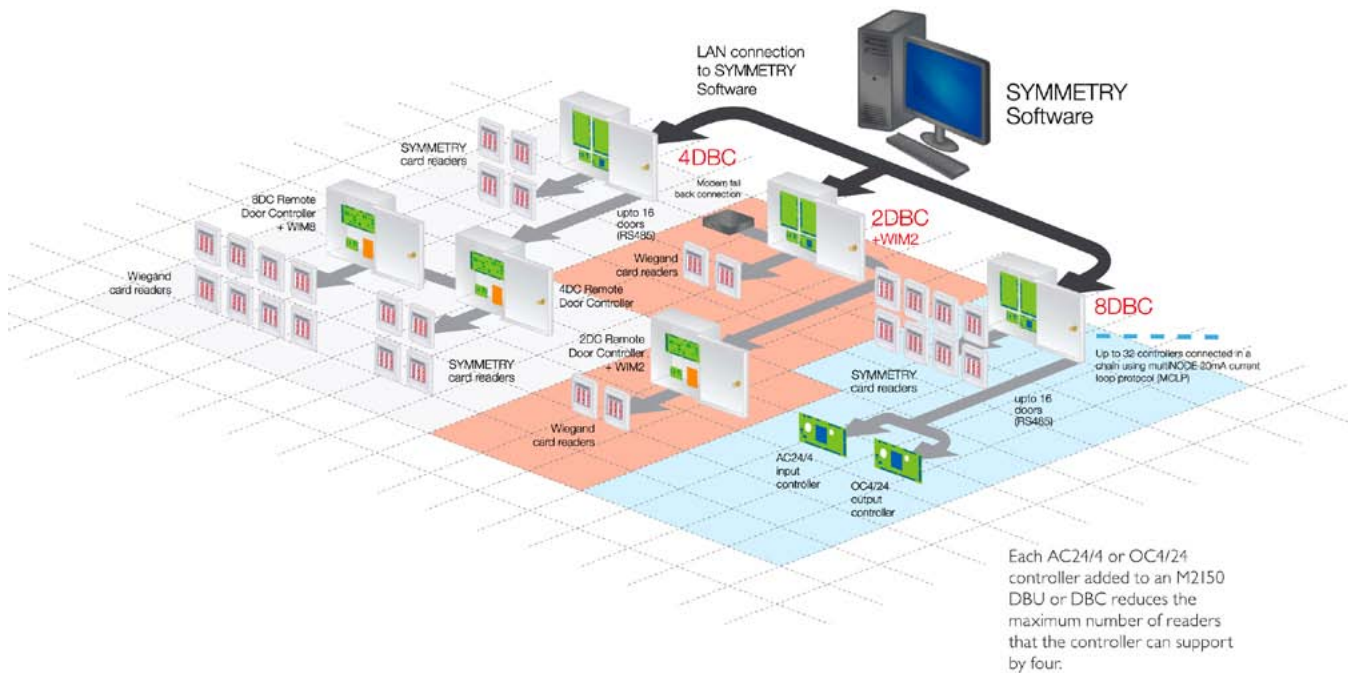 LAN connection
to SYMMETRY
Software
SYMMETRY
Software
SYMMETRY
card readers
4DBC
Modem fall
back connection
8DC Remote
Door Controller
+ WIM8
upto 16
doors
(RS485)
2DBC
+WIM2
Wiegand
card readers
Wiegand
card readers
4DC Remote
Door Controller
8DBC
2DC Remote
Door Controller
+ WIM2
Up to 32 controllers connected in a
chain using multiNODE 20mA current
loop protocol (MCLP)
SYMMETRY
card readers
SYMMETRY
card readers
upto 16
doors
(RS485)
Wiegand
card readers
AC24/4
input
controller
OC4/24
output
controller
Each AC24/4 or OC4/24
controller added to an M2150
DBU or DBC reduces the
maximum number of readers
that the controller can support
by four.